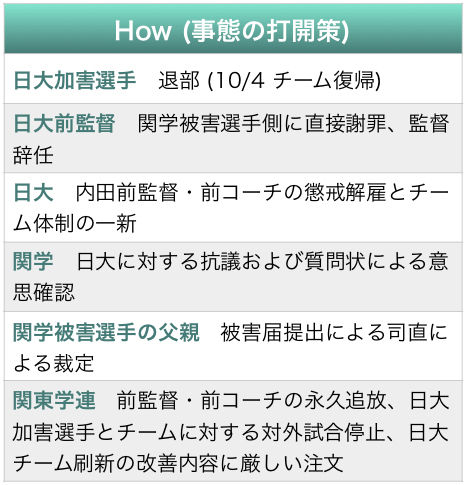 How (事態の打開策)
日大加害選手　退部 (10/4 チーム復帰)
日大前監督　関学被害選手側に直接謝罪、監督
辞任
日大　内田前監督・前コーチの懲戒解雇とチー
ム体制の一新
関学　日大に対する抗議および質問状による意
思確認
関学被害選手の父親　被害届提出による司直に
よる裁定
関東学連　前監督・前コーチの永久追放、日大
加害選手とチームに対する対外試合停止、日大
チーム刷新の改善内容に厳しい注文